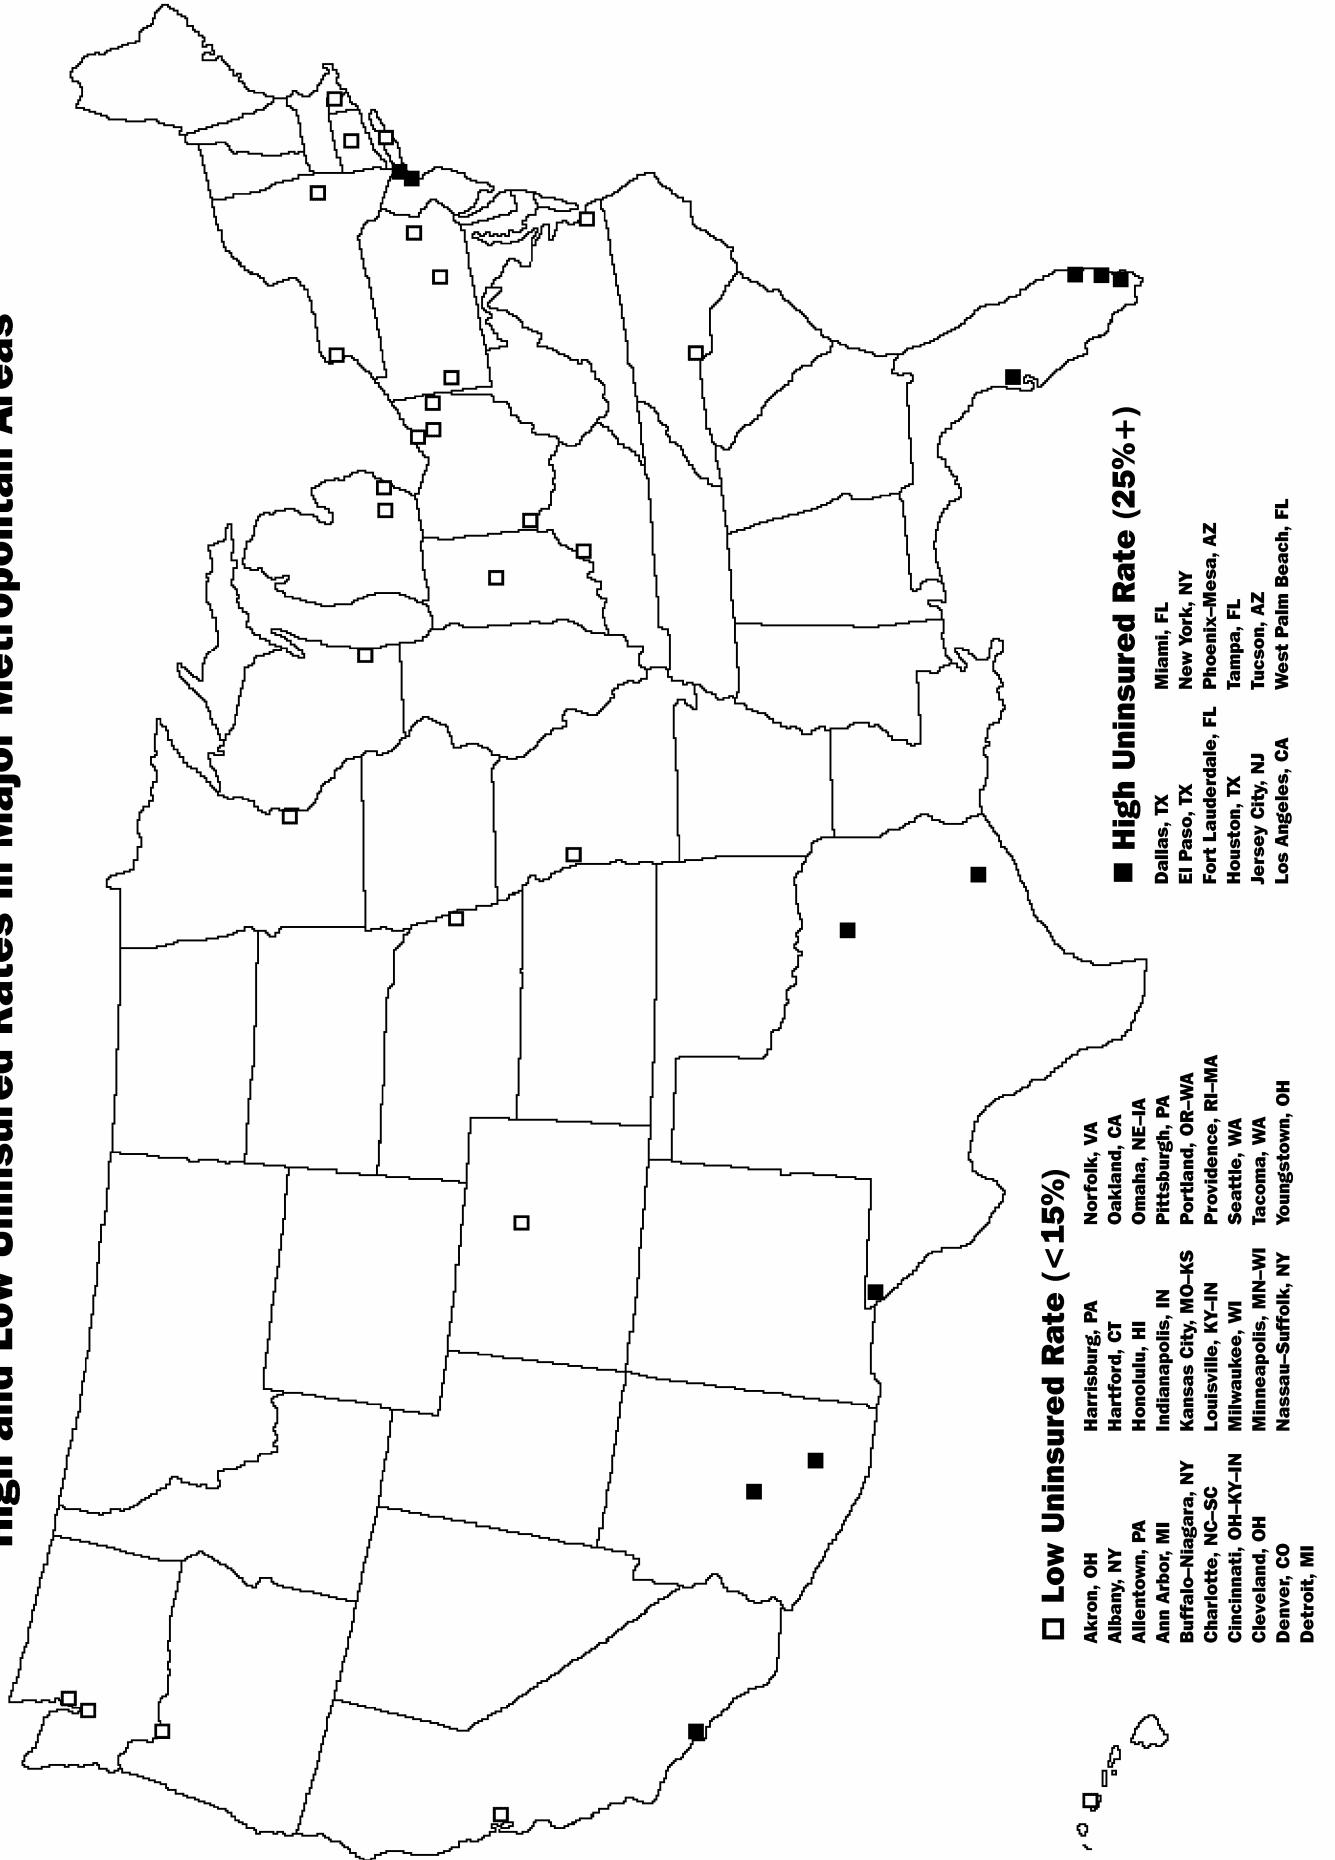 High and Low Uninsured Rates in Major Metropolitan Areas
Low Uninsured Rate (<15%)
Akron, OH
Albany, NY
Allentown, PA
Ann Arbor, MI
Buffalo–Niagara, NY
Charlotte, NC–SC
Cincinnati, OH–KY–IN
Cleveland, OH
Denver, CO
Detroit, MI
Harrisburg, PA
Hartford, CT
Honolulu, HI
Indianapolis, IN
Kansas City, MO–KS
Louisville, KY–IN
Milwaukee, WI
Minneapolis, MN–WI
Nassau–Suffolk, NY
Norfolk, VA
Oakland, CA
Omaha, NE–IA
Pittsburgh, PA
Portland, OR–WA
Providence, RI–MA
Seattle, WA
Tacoma, WA
Youngstown, OH
High Uninsured Rate (25%+)
Dallas, TX
El Paso, TX
Fort Lauderdale, FL
Houston, TX
Jersey City, NJ
Los Angeles, CA
Miami, FL
New York, NY
Phoenix–Mesa, AZ
Tampa, FL
Tucson, AZ
West Palm Beach, FL